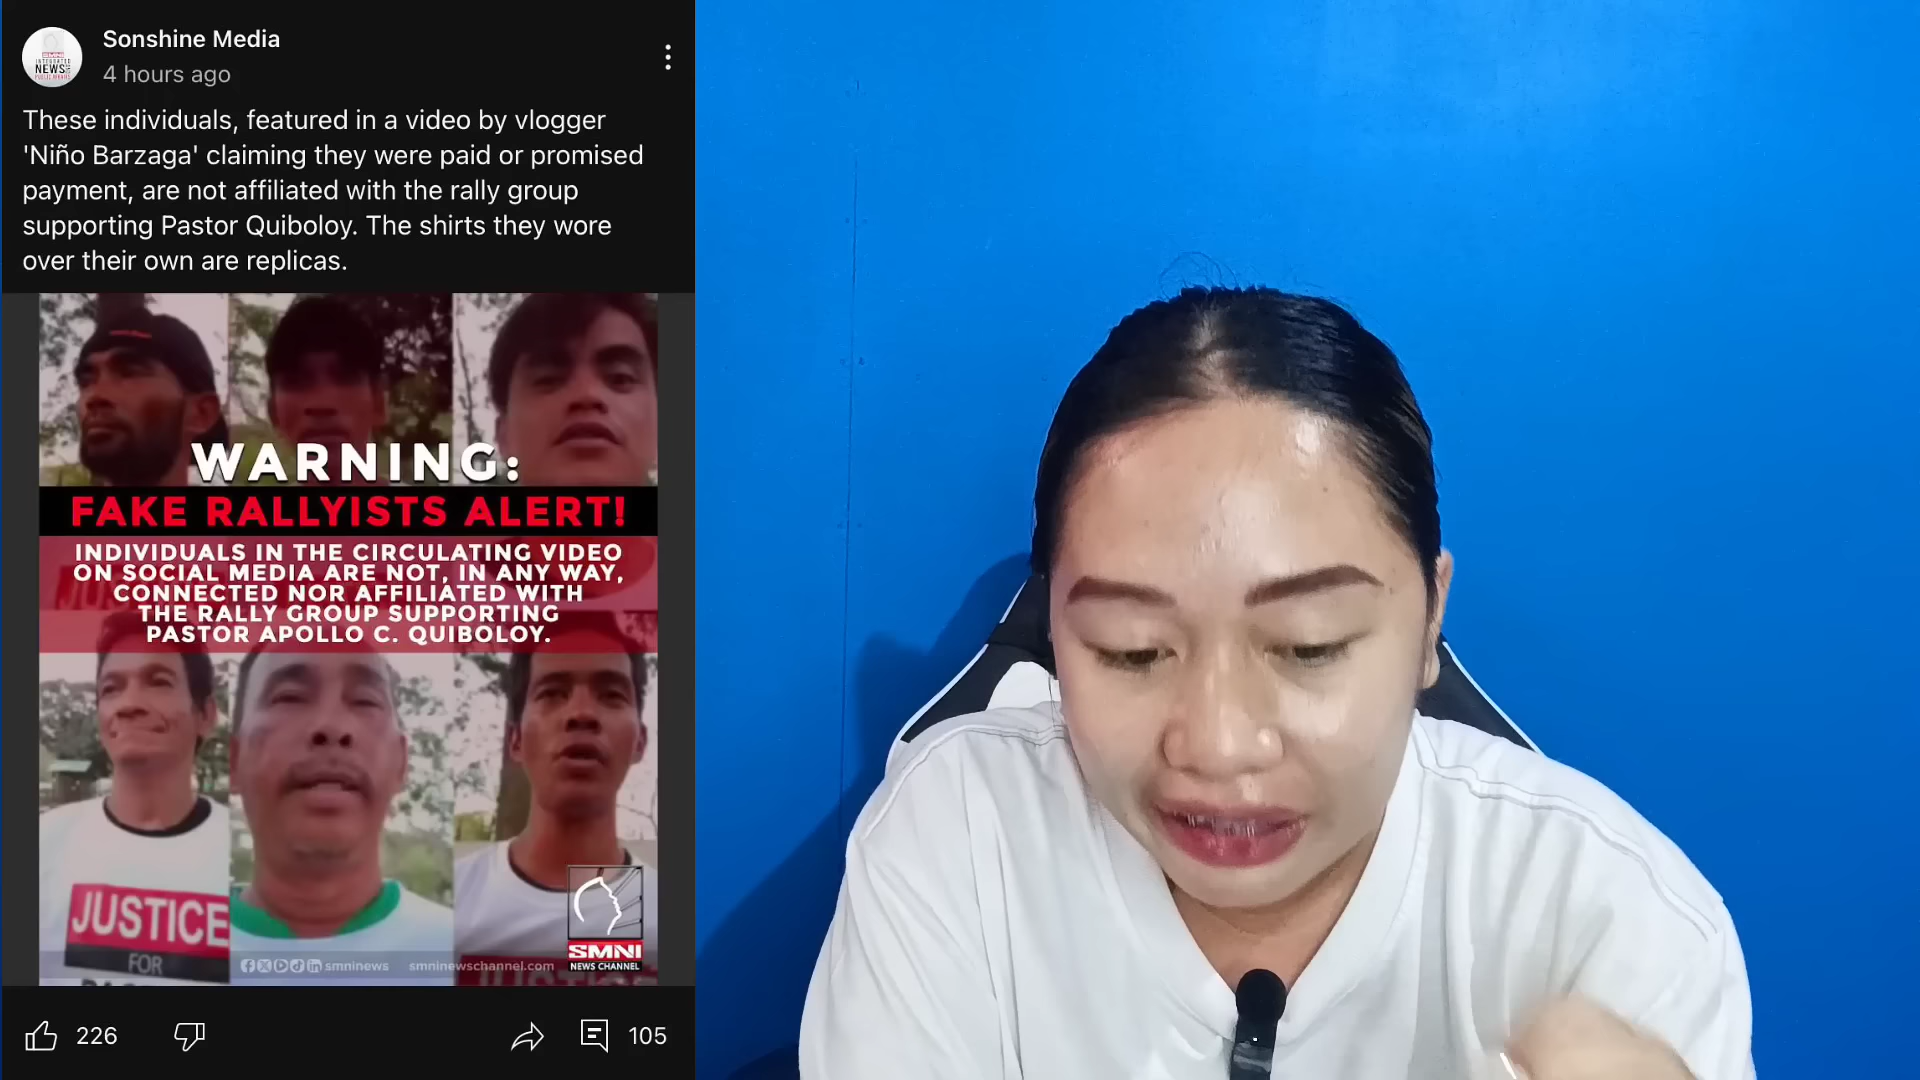 Sonshine Media
4 hours ago
INTEGRATED
NEWS
These individuals, featured in a video by vlogger
'Niño Barzaga' claiming they were paid or promised
payment, are not affiliated with the rally group
supporting Pastor Quiboloy. The shirts they wore
over their own are replicas.
WARNING:
FAKE RALLYISTS ALERT!
INDIVIDUALS IN THE CIRCULATING VIDEO
ON SOCIAL MEDIA ARE NOT, IN ANY WAY,
CONNECTED NOR AFFILIATED WITH
THE RALLY GROUP SUPPORTING
PASTOR APOLLO C. QUIBOLOY.
JUSTICE
FOR
smninews smninewschannel.com
SMNI
NEWS CHANNEL
226
105